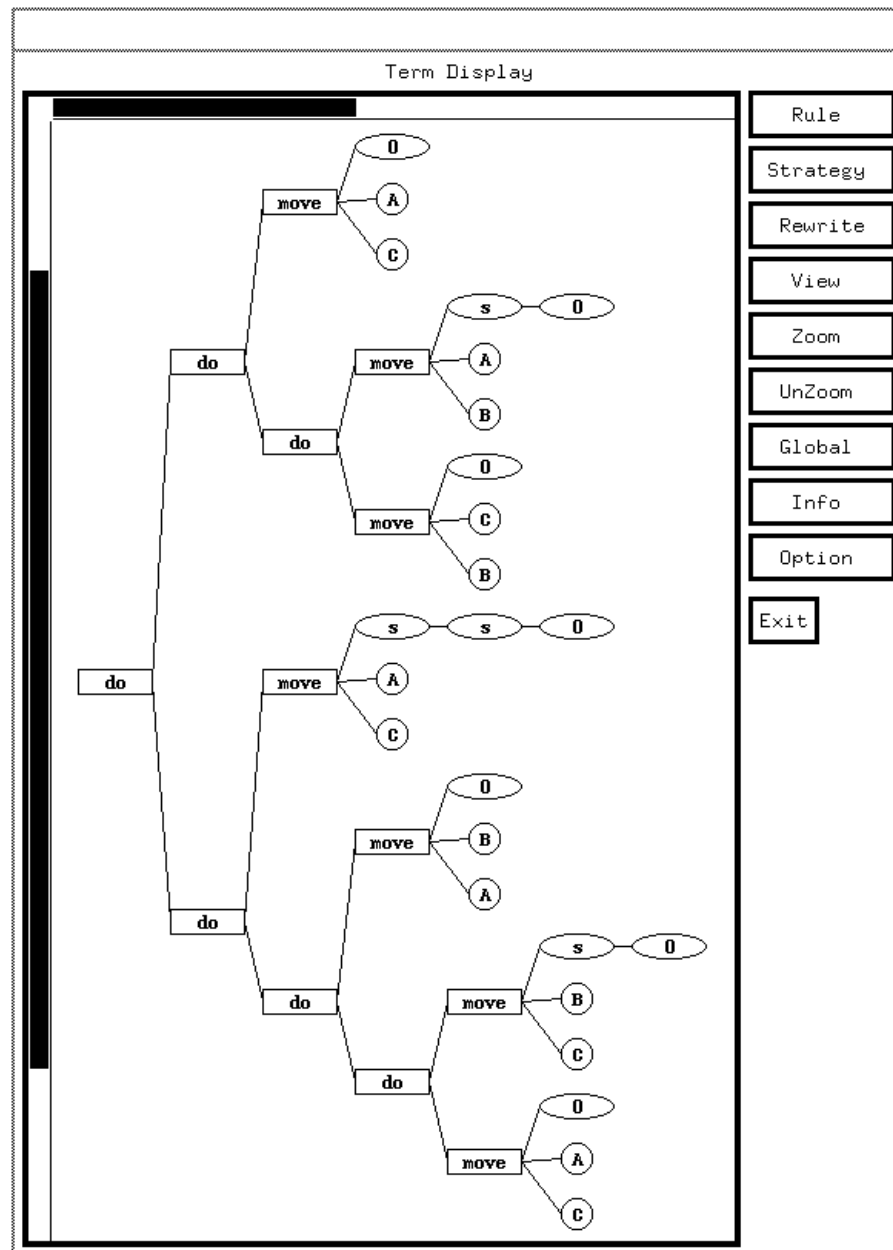 Term Display
Rule
Strategy
Rewrite
View
Zoom
UnZoom
Global
Info
Option
Exit
0
move A
C
s 0
do move A
B
do
0
move C
B
s s 0
do move A
C
0
move B
A
do
s 0
do move B
C
do
0
move A
C